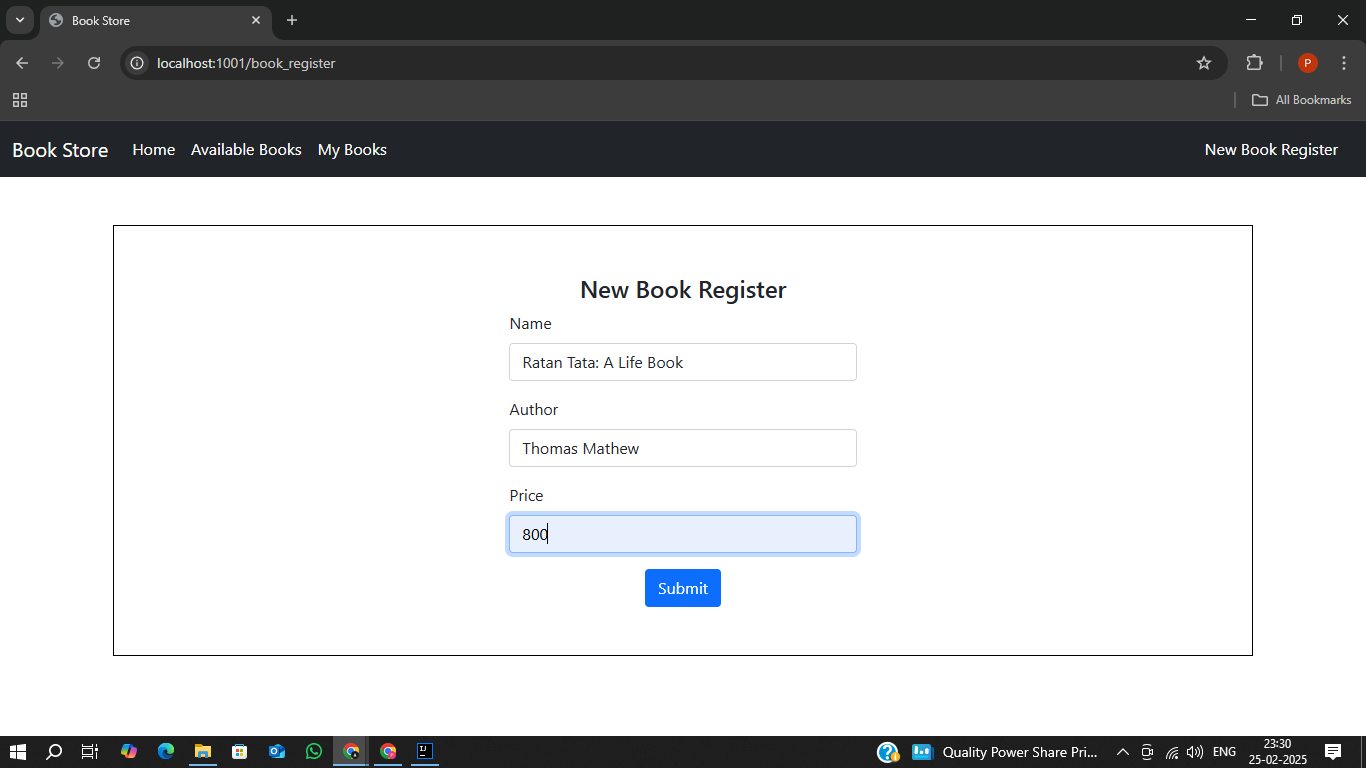 Book Store
localhost:1001/book_register
P
All Bookmarks
Book Store Home Available Books My Books New Book Register
New Book Register
Name
Ratan Tata: A Life Book
Author
Thomas Mathew
Price
800
Submit
Quality Power Share Pri... ENG 23:30
25-02-2025